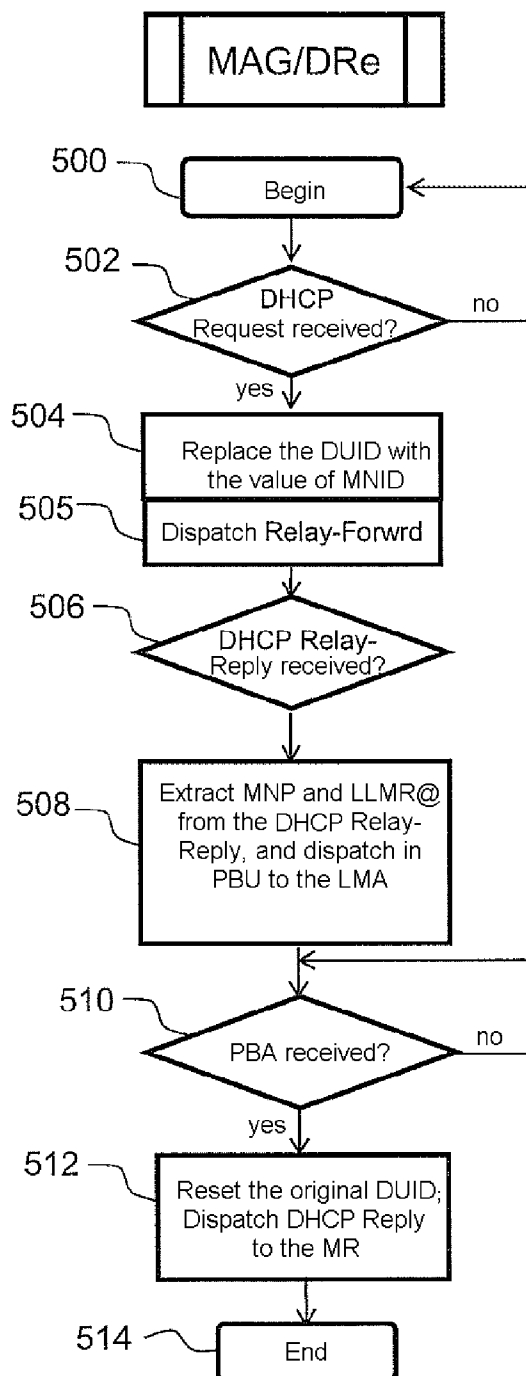 MAG/DRe
500
Begin
502
DHCP
Request received?
no
yes
504
Replace the DUID with
the value of MNID
505
Dispatch Relay-Forwrd
506
DHCP Relay-
Reply received?
508
Extract MNP and LLMR@
from the DHCP Relay-
Reply, and dispatch in
PBU to the LMA
510
PBA received?
no
yes
512
Reset the original DUID;
Dispatch DHCP Reply
to the MR
514
End